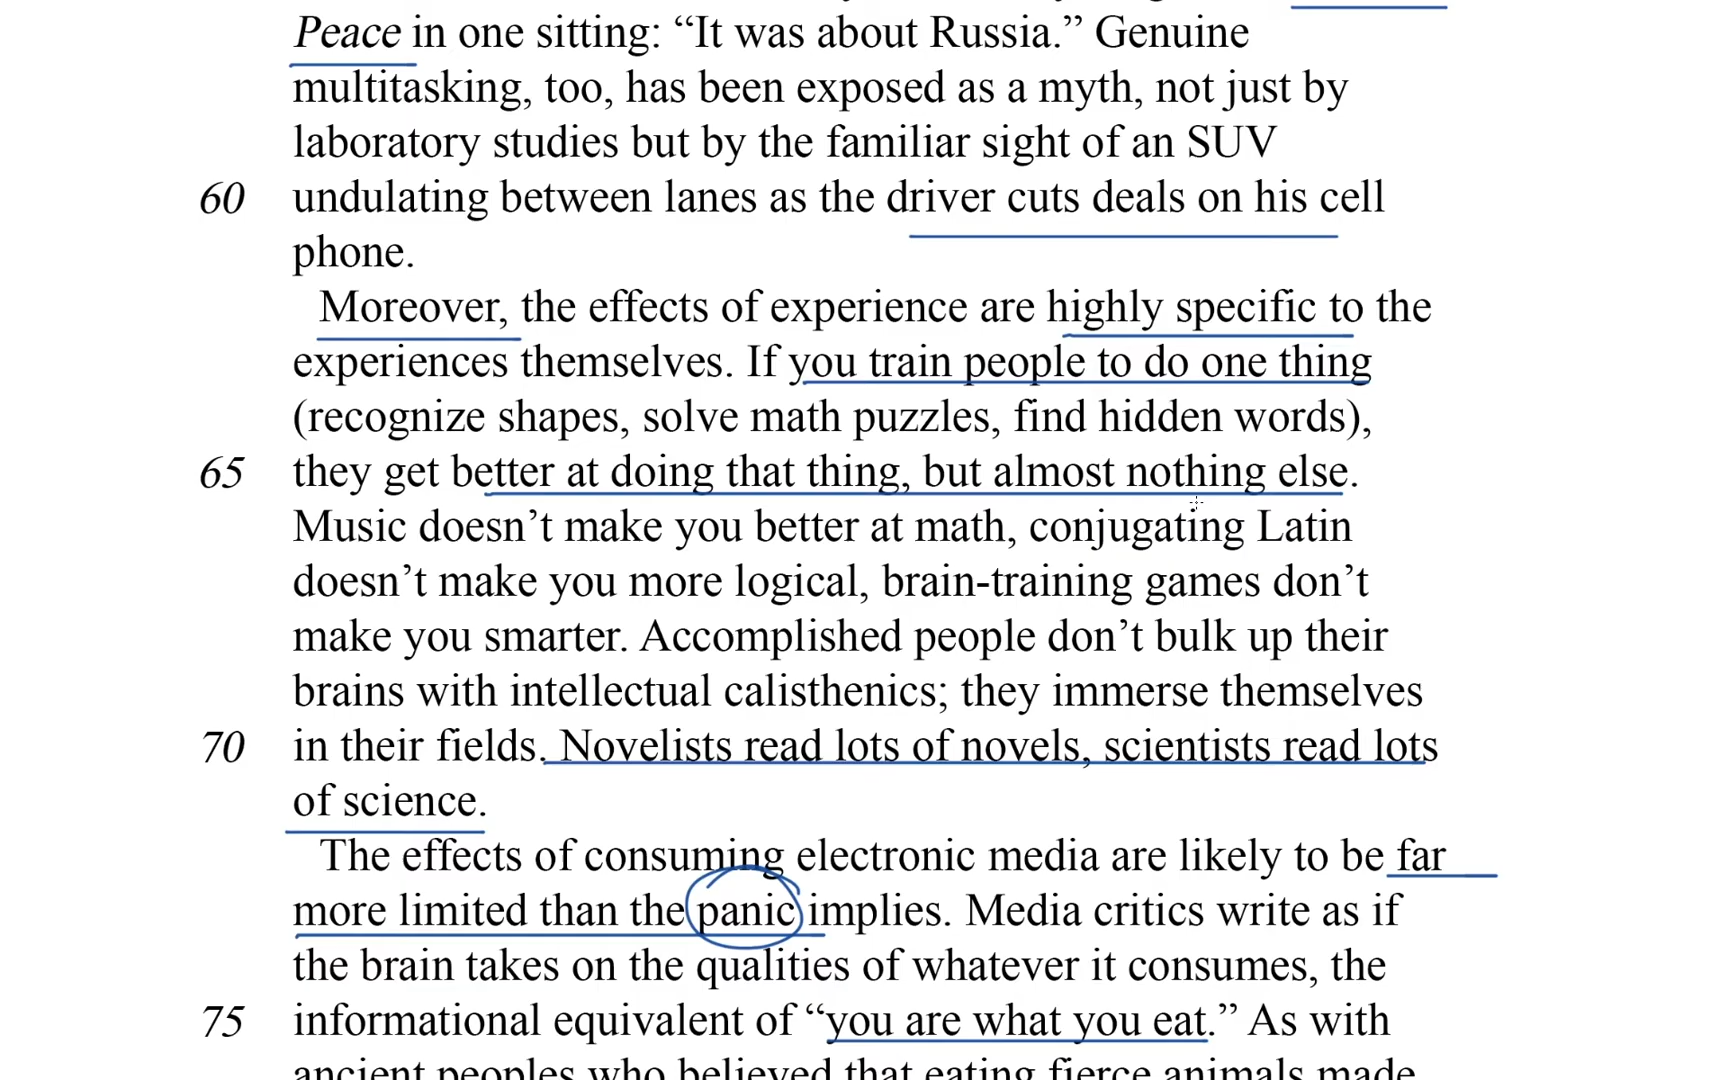 Peace in one sitting: “It was about Russia.” Genuine
multitasking, too, has been exposed as a myth, not just by
laboratory studies but by the familiar sight of an SUV
60 undulating between lanes as the driver cuts deals on his cell
phone.
Moreover, the effects of experience are highly specific to the
experiences themselves. If you train people to do one thing
(recognize shapes, solve math puzzles, find hidden words),
65 they get better at doing that thing, but almost nothing else.
Music doesn’t make you better at math, conjugating Latin
doesn’t make you more logical, brain-training games don’t
make you smarter. Accomplished people don’t bulk up their
brains with intellectual calisthenics; they immerse themselves
70 in their fields. Novelists read lots of novels, scientists read lots
of science.
The effects of consuming electronic media are likely to be far
more limited than the panic implies. Media critics write as if
the brain takes on the qualities of whatever it consumes, the
75 informational equivalent of “you are what you eat.” As with
ancient peoples who believed that eating fierce animals made